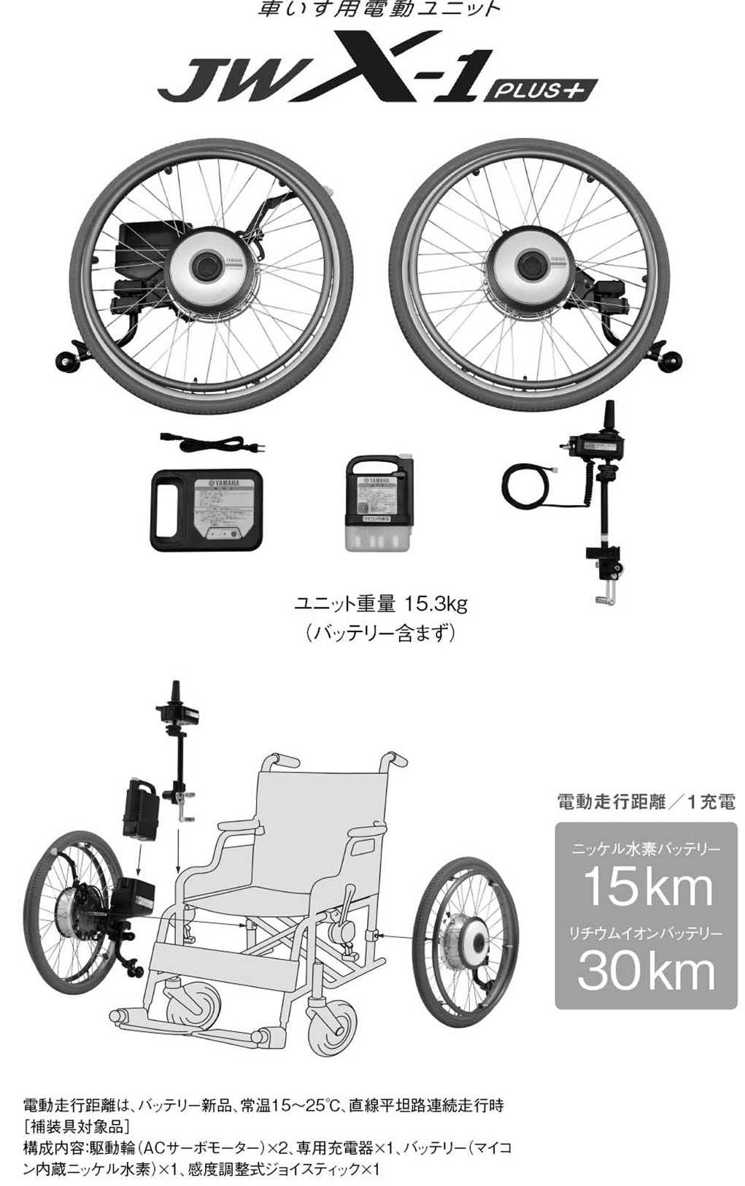 車いす用電動ユニット
JWX-1 PLUS+
YAMAHA
YAMAHA
YAMAHA
YAMAHA
ユニット重量 15.3kg
（バッテリー含まず）
電動走行距離／1充電
ニッケル水素バッテリー
15km
リチウムイオンバッテリー
30km
電動走行距離は、バッテリー新品、常温15～25℃、直線平坦路連続走行時
［補装具対象品］
構成内容：駆動輪（ACサーボモーター）×2、専用充電器×1、バッテリー（マイコ
ン内蔵ニッケル水素）×1、感度調整式ジョイスティック×1